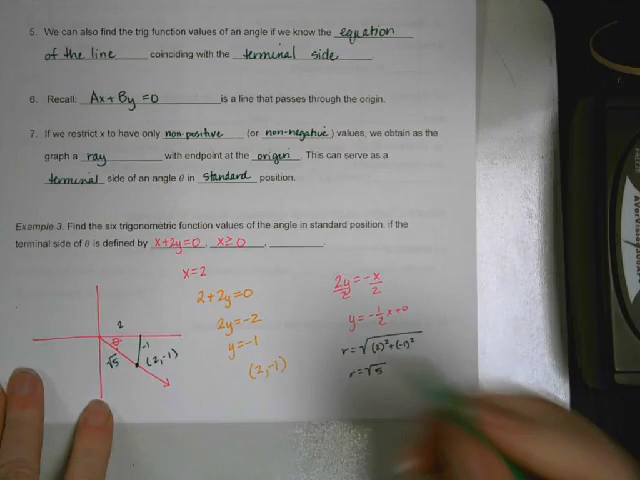 5. We can also find the trig function values of an angle if we know the equation
of the line coinciding with the terminal side.
6. Recall: Ax + By = 0 is a line that passes through the origin.
7. If we restrict x to have only non-positive (or non-negative) values, we obtain as the
graph a ray with endpoint at the origin. This can serve as a
terminal side of an angle θ in standard position.
Example 3. Find the six trigonometric function values of the angle in standard position, if the
terminal side of θ is defined by x+2y=0, x≥0,
x=2
2+2y=0
2y=-2
y=-1
(2,-1)
2y/2=-x/2
y=-1/2x+0
r=√(2)²+(-1)²
r=√5
2
θ
-1
√5
(2,-1)